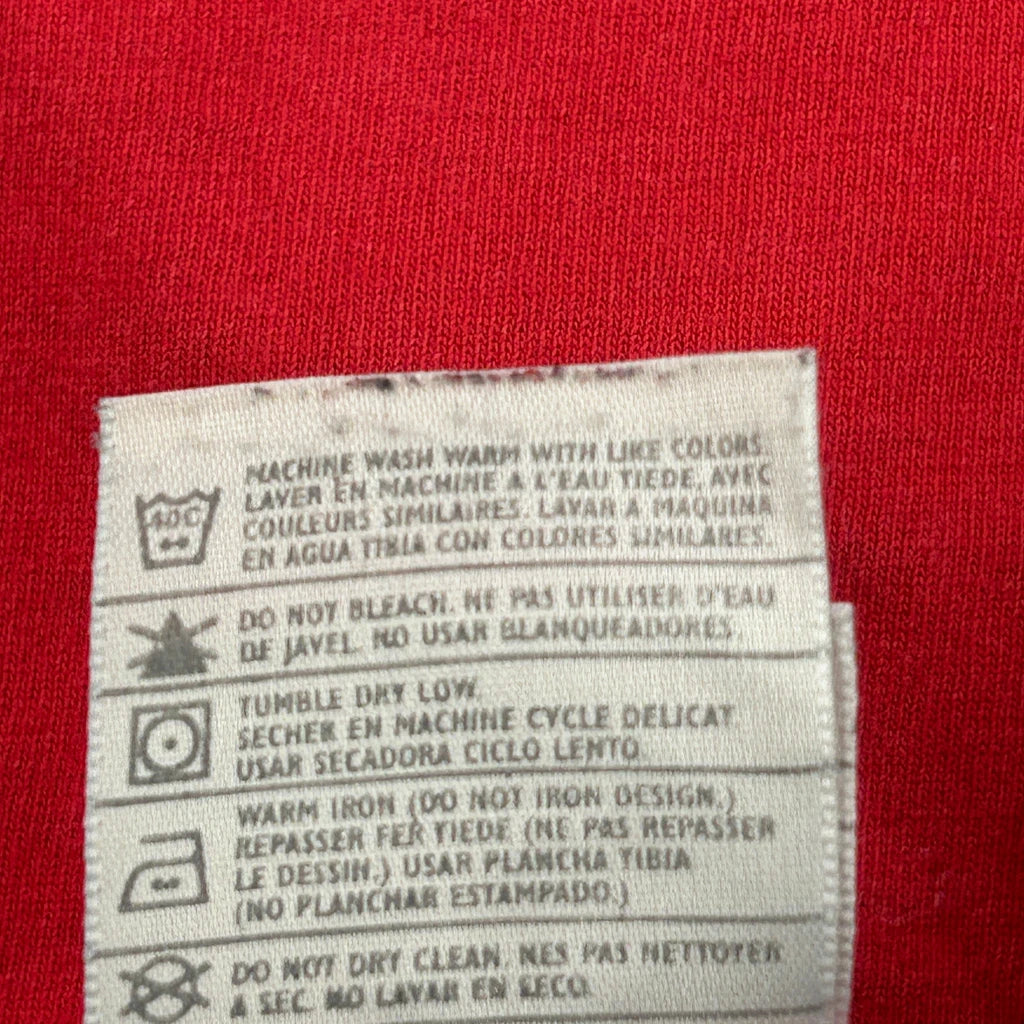 MACHINE WASH WARM WITH LIKE COLORS
LAVER EN MACHINE A L'EAU TIEDE, AVEC
40C
COULEURS SIMILAIRES. LAVAR A MAQUINA
EN AGUA TIBIA CON COLORES SIMILARES.
DO NOT BLEACH. NE PAS UTILISER D'EAU
DE JAVEL. NO USAR BLANQUEADORES.
TUMBLE DRY LOW.
SECHER EN MACHINE CYCLE DELICAT
USAR SECADORA CICLO LENTO.
WARM IRON (DO NOT IRON DESIGN.)
REPASSER FER TIEDE (NE PAS REPASSER
LE DESSIN.) USAR PLANCHA TIBIA
(NO PLANCHAR ESTAMPADO.)
DO NOT DRY CLEAN. NES PAS NETTOYER
A SEC. NO LAVAR EN SECO.